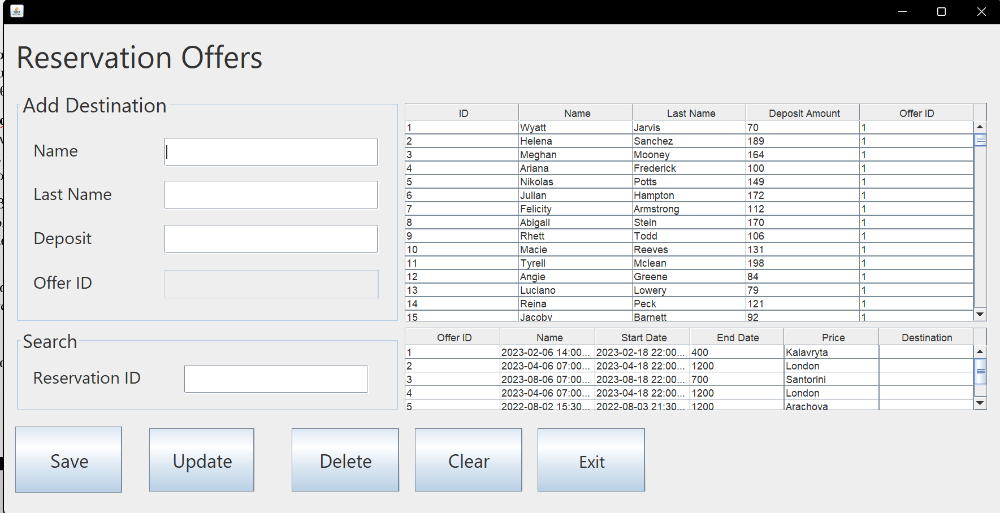 Reservation Offers
Add Destination
Name
Last Name
Deposit
Offer ID
Search
Reservation ID
ID Name Last Name Deposit Amount Offer ID
1 Wyatt Jarvis 70 1
2 Helena Sanchez 189 1
3 Meghan Mooney 164 1
4 Ariana Frederick 100 1
5 Nikolas Potts 149 1
6 Julian Hampton 172 1
7 Felicity Armstrong 112 1
8 Abigail Stein 170 1
9 Rhett Todd 106 1
10 Macie Reeves 131 1
11 Tyrell Mclean 198 1
12 Angie Greene 84 1
13 Luciano Lowery 79 1
14 Reina Peck 121 1
15 Jacoby Barnett 92 1
Offer ID Name Start Date End Date Price Destination
1 2023-02-06 14:00... 2023-02-18 22:00... 400 Kalavryta
2 2023-04-06 07:00... 2023-04-18 22:00... 1200 London
3 2023-08-06 07:00... 2023-08-18 22:00... 700 Santorini
4 2023-04-06 07:00... 2023-04-18 22:00... 1200 London
5 2022-08-02 15:30... 2022-08-03 21:30... 1200 Arachova
Save Update Delete Clear Exit